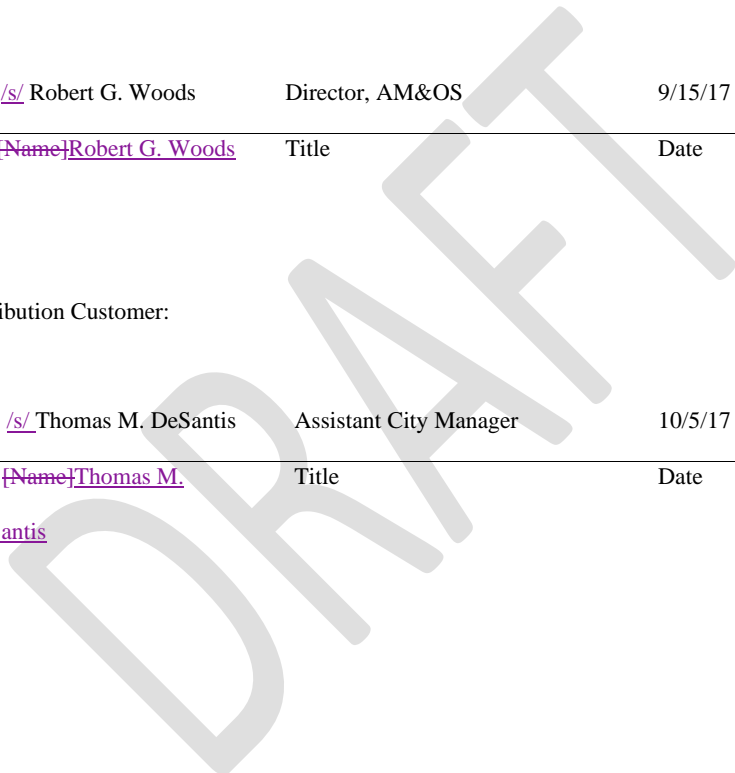 /s/ Robert G. Woods Director, AM&OS 9/15/17
[Name]Robert G. Woods Title Date
ibution Customer:
/s/ Thomas M. DeSantis Assistant City Manager 10/5/17
[Name]Thomas M. Title Date
antis
DRAFT